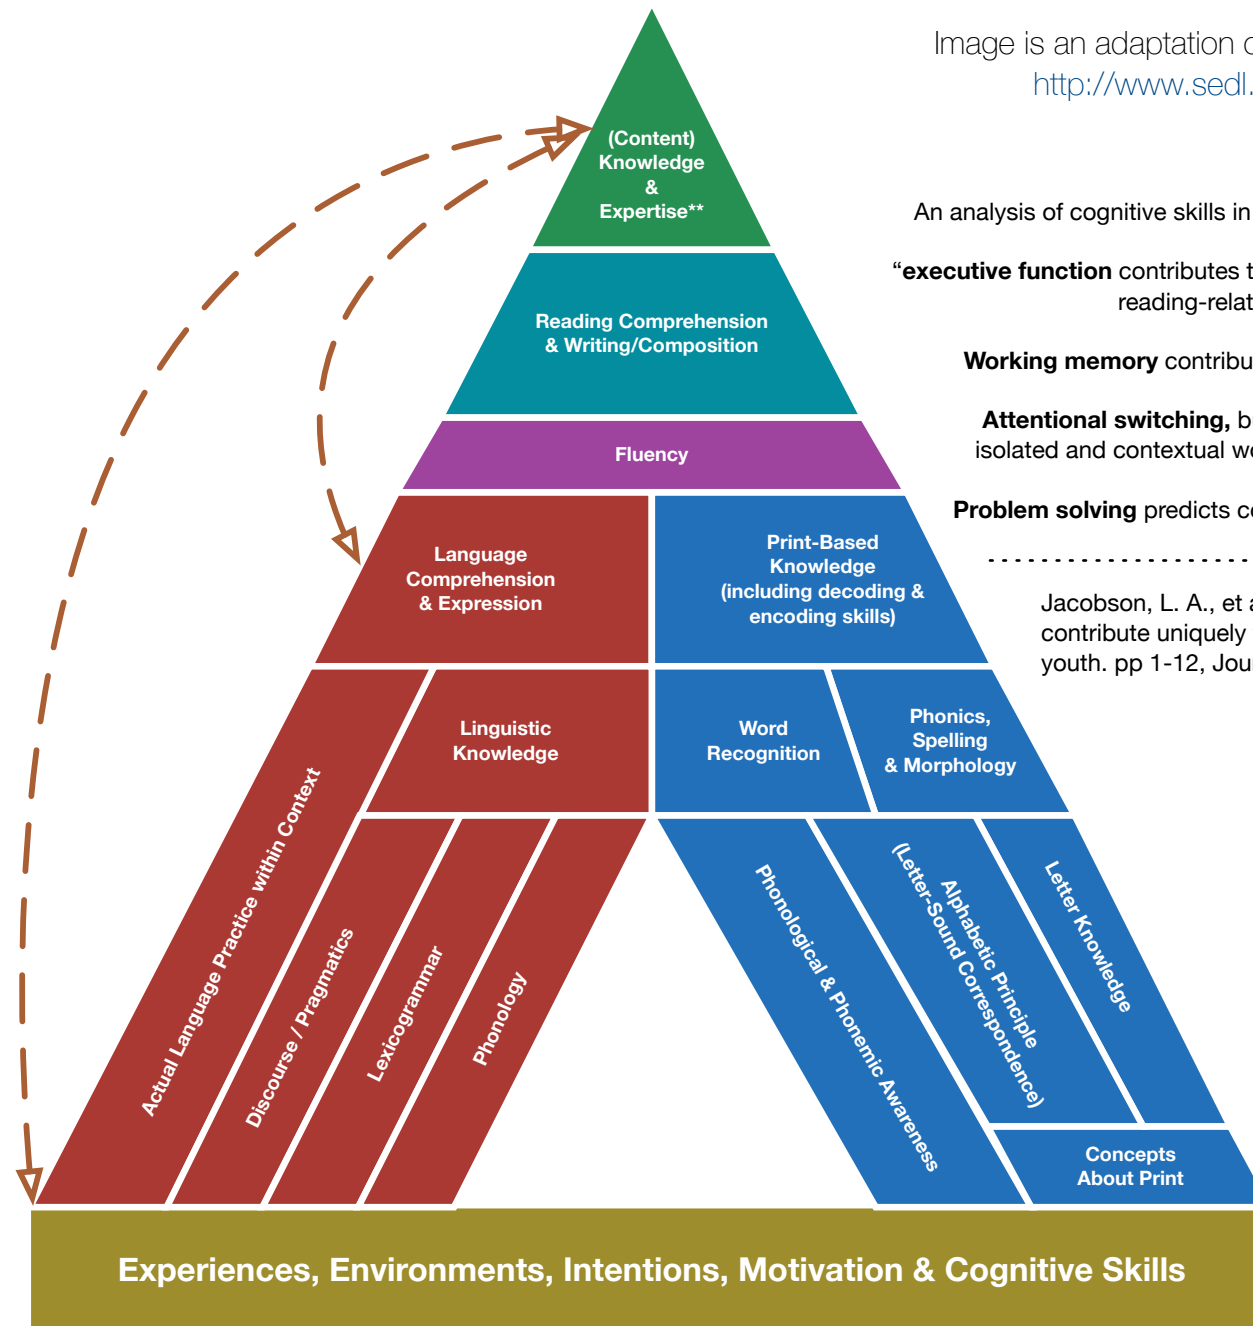 Image is an adaptation
http://www.sedl.
(Content)
Knowledge
&
Expertise**
An analysis of cognitive skills in
“executive function contributes
reading-relat
Working memory contribu
Attentional switching,
isolated and contextual
Problem solving predicts
Reading Comprehension
& Writing/Composition
Fluency
Language
Comprehension
& Expression
Print-Based
Knowledge
(including decoding &
encoding skills)
Jacobson, L. A., et
contribute uniquely
youth. pp 1-12, Jour
Linguistic
Knowledge
Word
Recognition
Phonics,
Spelling
& Morphology
Actual Language Practice within Context
Discourse / Pragmatics
Lexicogrammar
Phonology
Phonological & Phonemic Awareness
Alphabetic Principle
(Letter-Sound Correspondence)
Letter Knowledge
Concepts
About Print
Experiences, Environments, Intentions, Motivation & Cognitive Skills